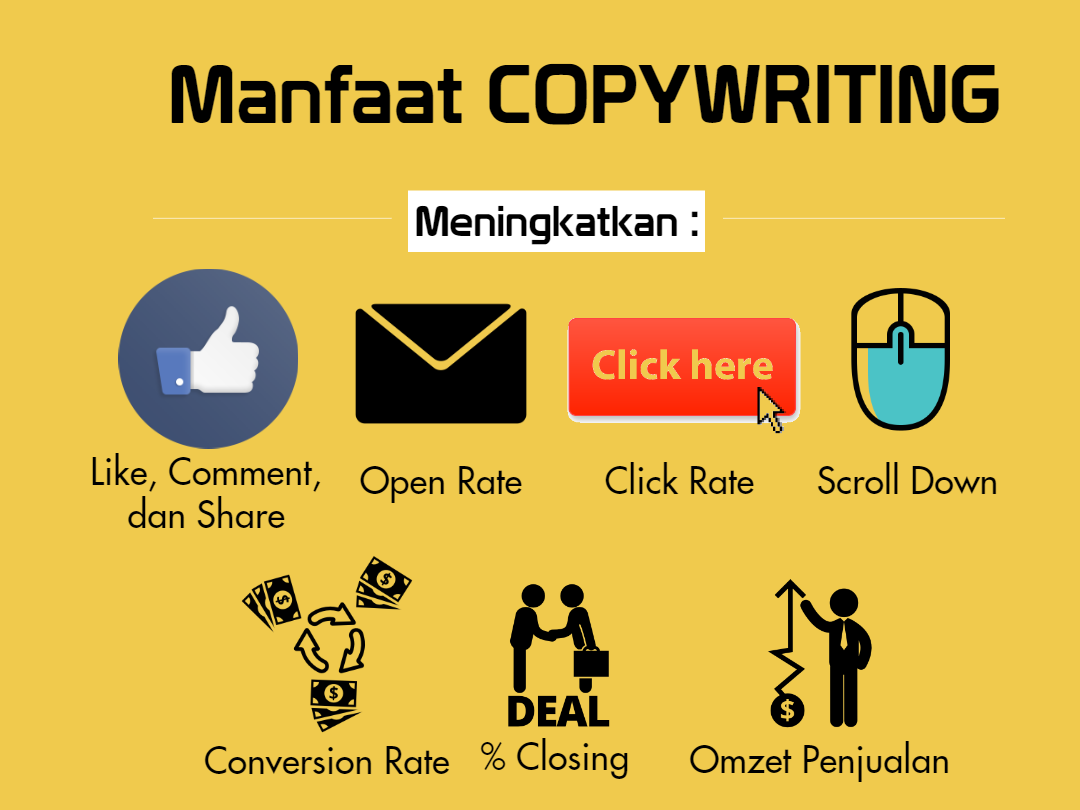 Manfaat COPYWRITING
Meningkatkan :
Click here
Like, Comment,
dan Share
Open Rate
Click Rate
Scroll Down
$
$
$
DEAL
$
Conversion Rate
% Closing
Omzet Penjualan